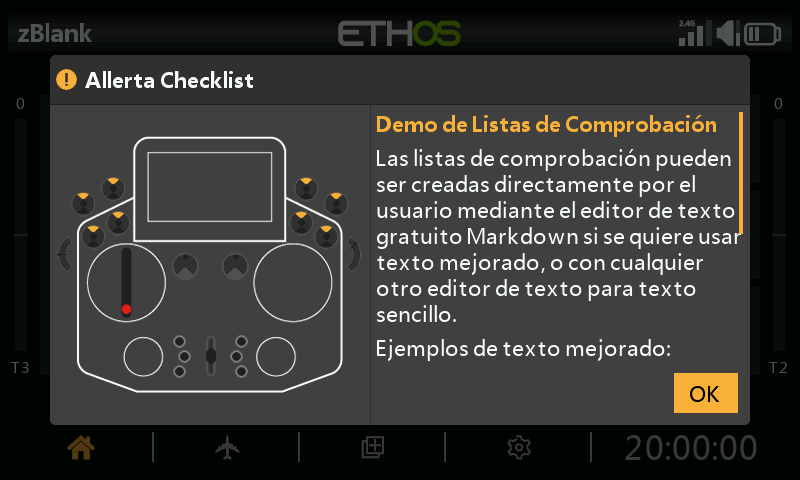 zBlank
ETHOS
2.4G
! Allerta Checklist
0
0
Demo de Listas de Comprobación
Las listas de comprobación pueden
ser creadas directamente por el
usuario mediante el editor de texto
gratuito Markdown si se quiere usar
texto mejorado, o con cualquier
otro editor de texto para texto
sencillo.
Ejemplos de texto mejorado:
T3
T2
OK
20:00:00